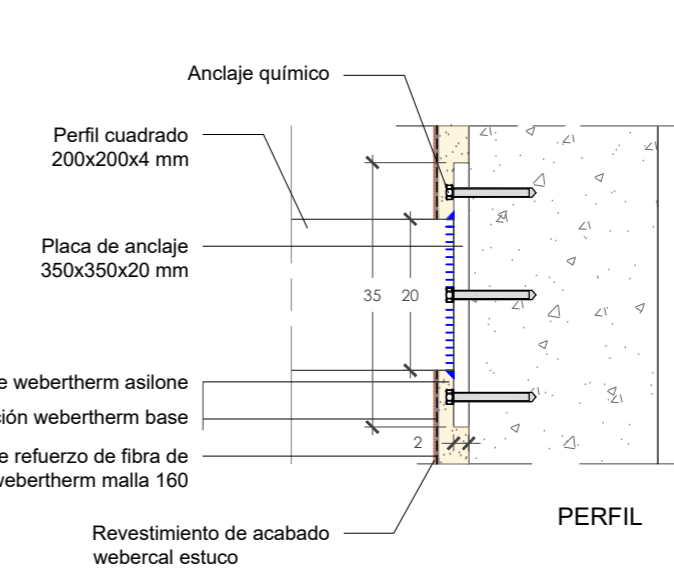 Anclaje químico
Perfil cuadrado
200x200x4 mm
Placa de anclaje
350x350x20 mm
35
20
e webertherm asilone
ción webertherm base
e refuerzo de fibra de
webertherm malla 160
2
Revestimiento de acabado
webercal estuco
PERFIL